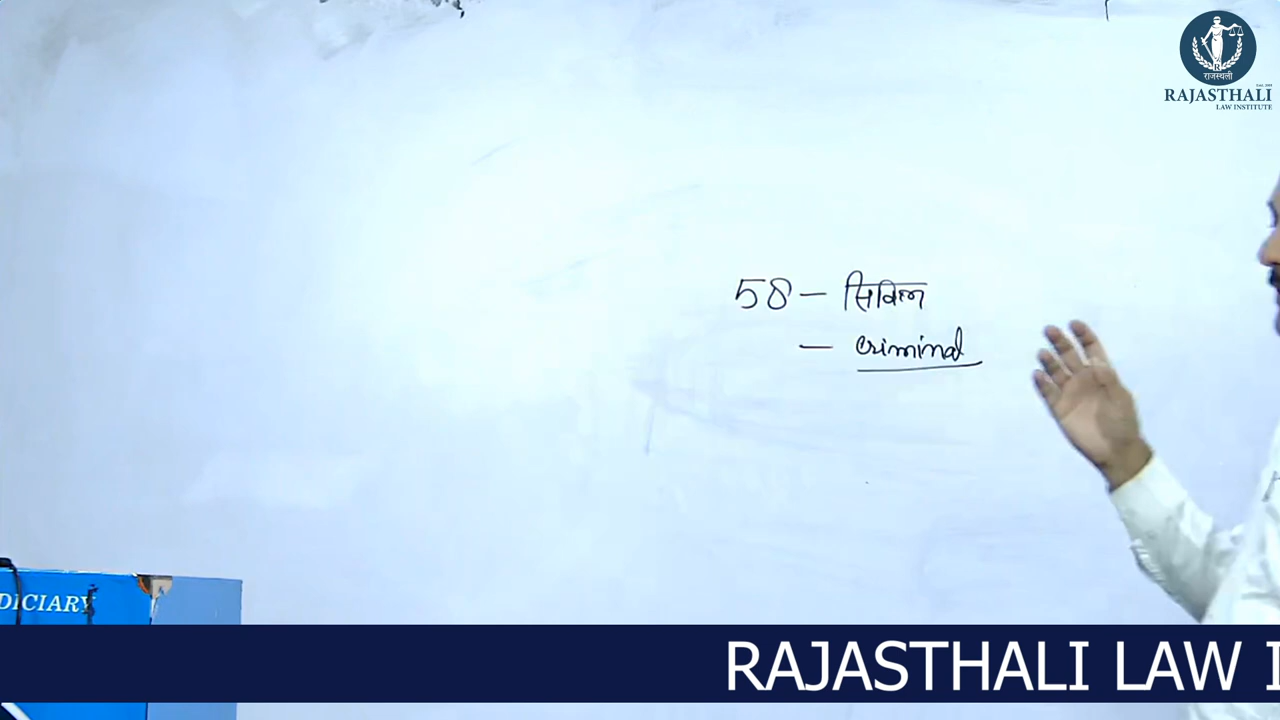 राजस्थली
RAJASTHALI
LAW INSTITUTE
58 – सिविल
– criminal
DICIARY
RAJASTHALI LAW I